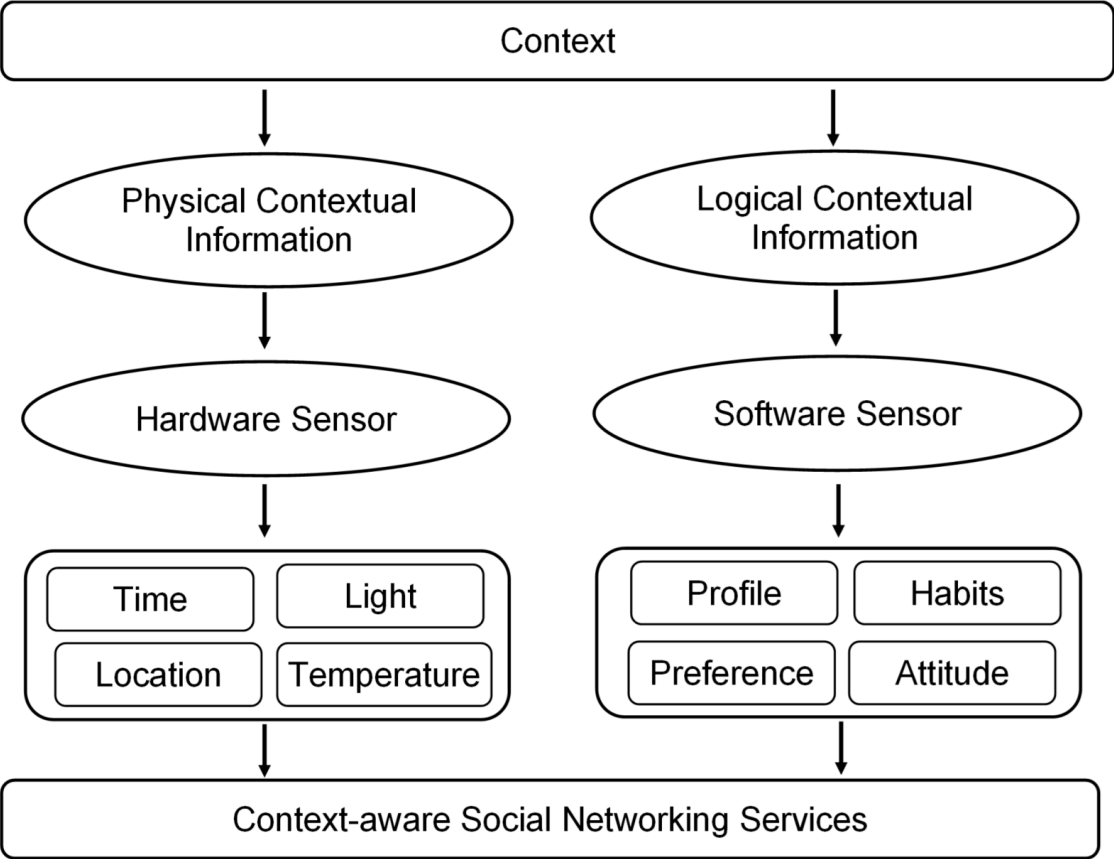 Context
Physical Contextual
Information
Logical Contextual
Information
Hardware Sensor
Software Sensor
Time
Light
Location
Temperature
Profile
Habits
Preference
Attitude
Context-aware Social Networking Services